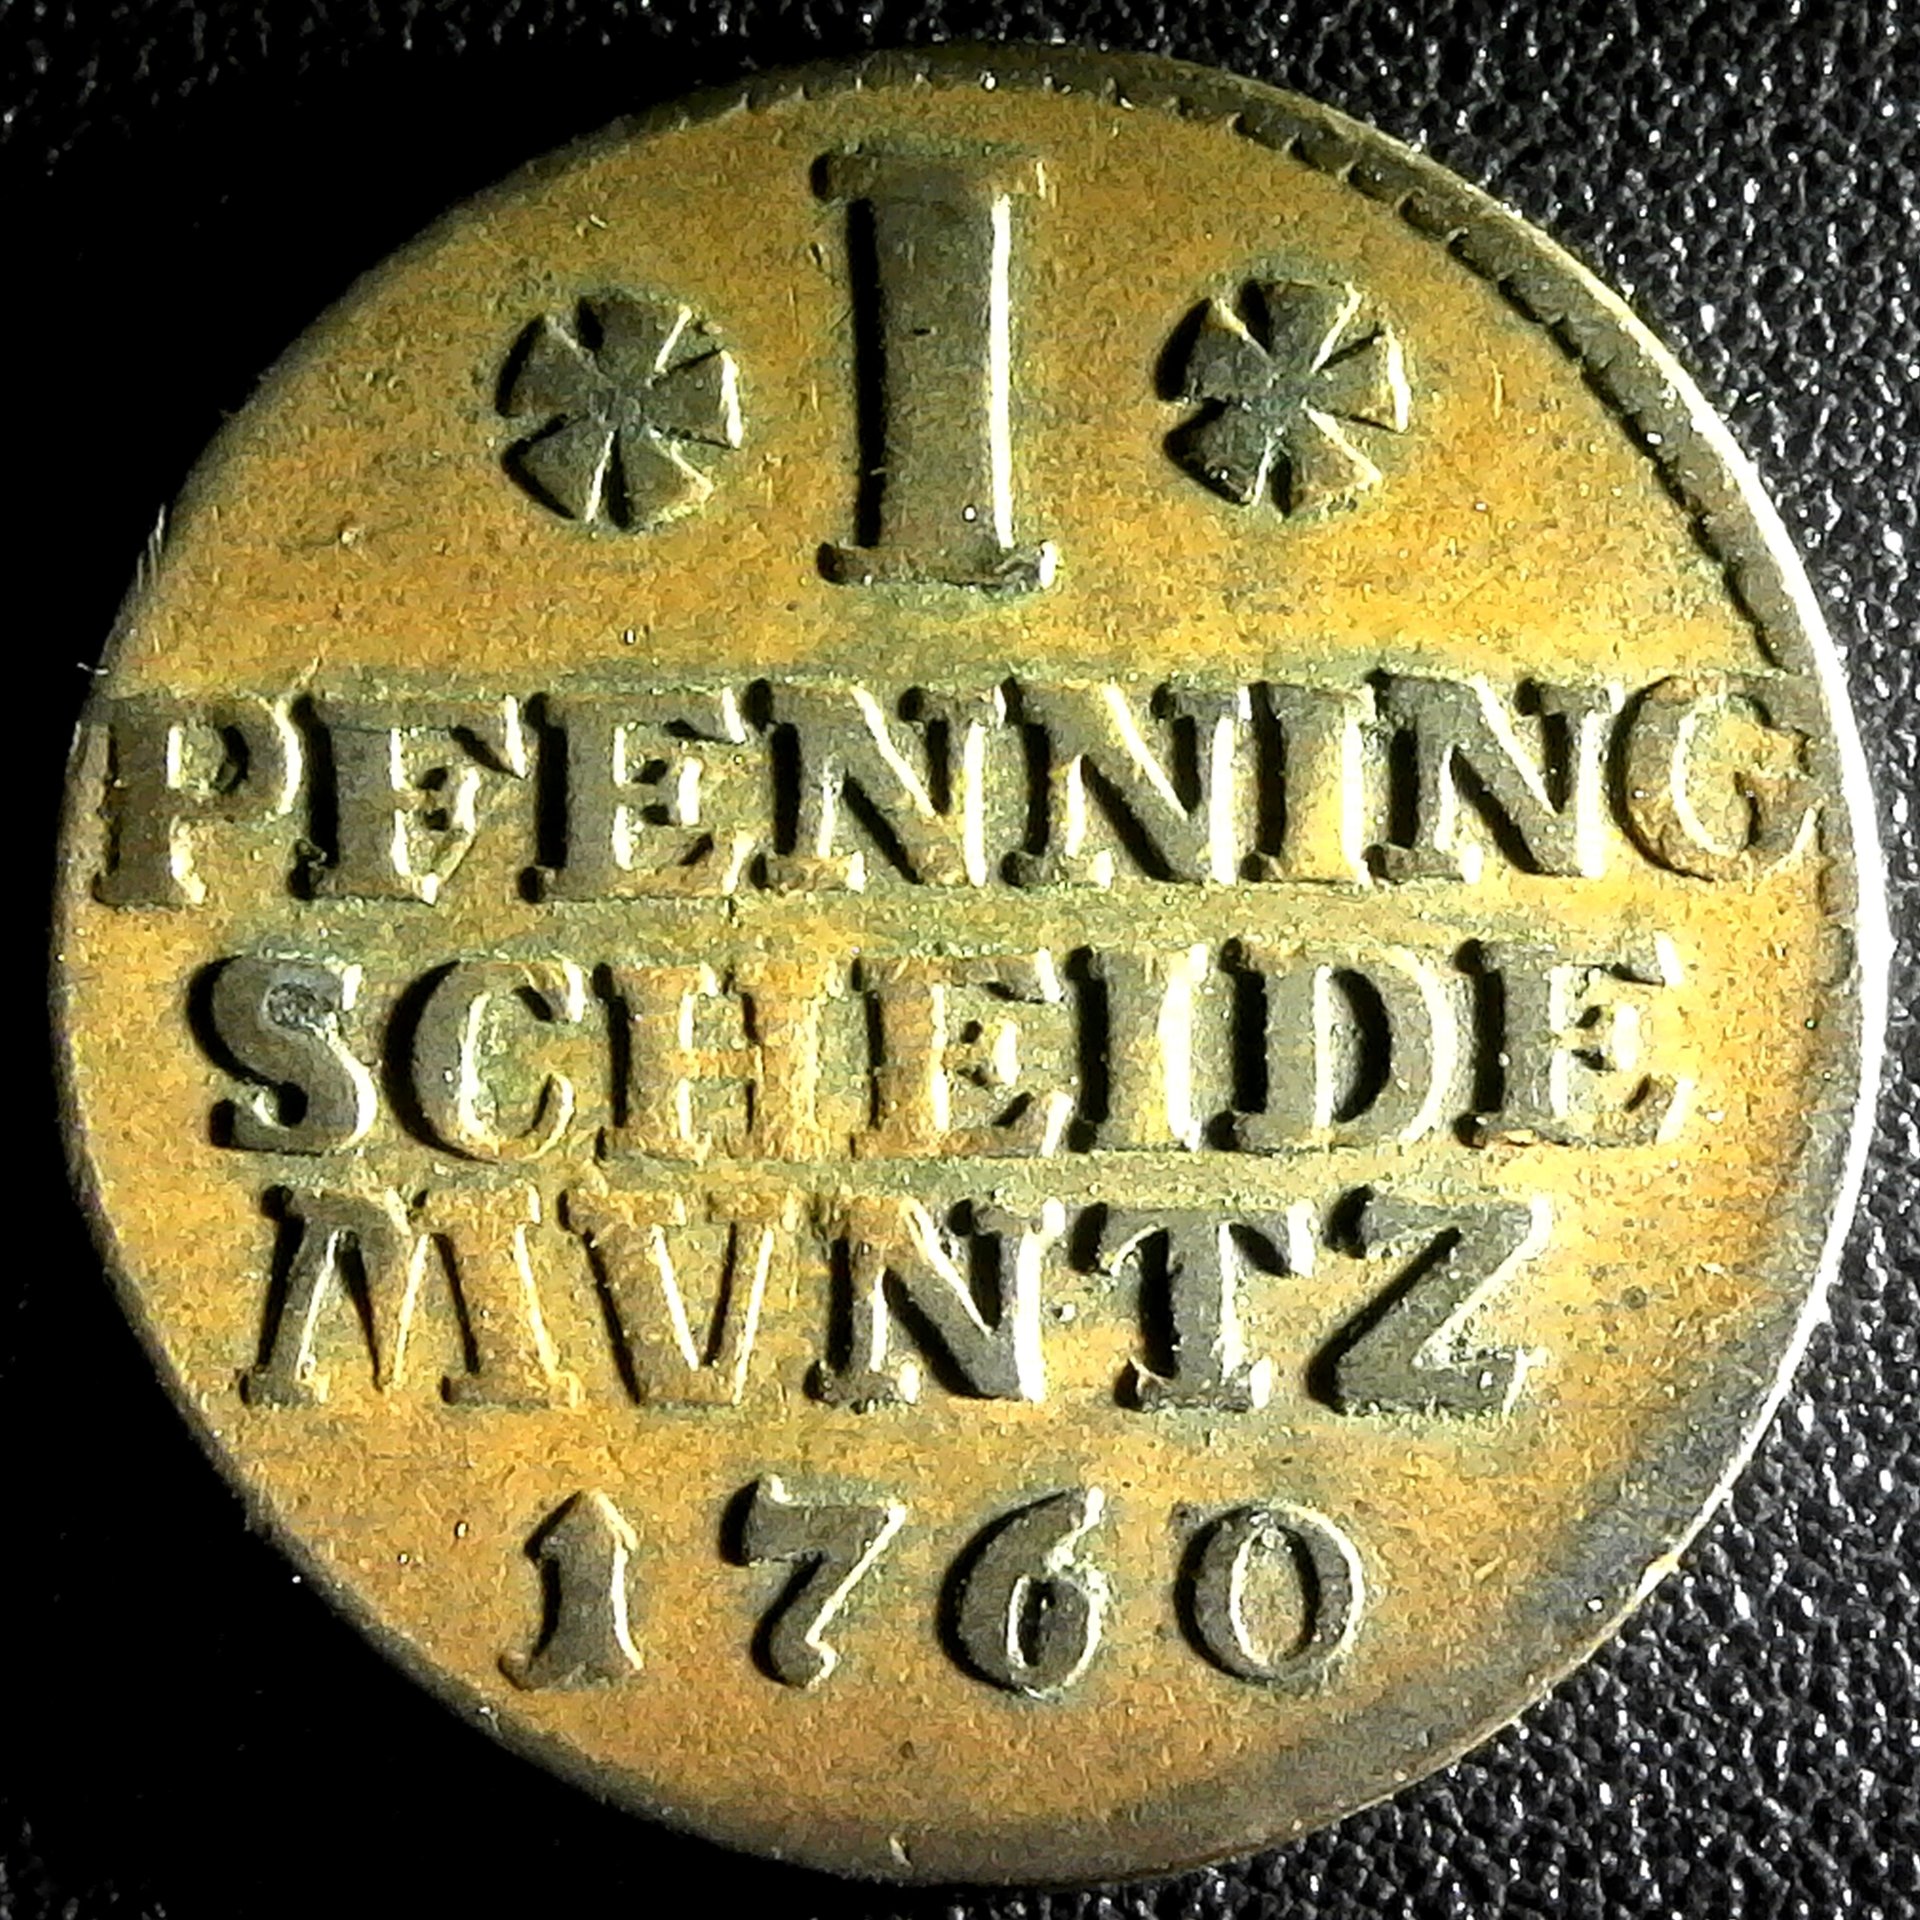 I
PFENNING
SCHEIDE
MVNTZ
1760